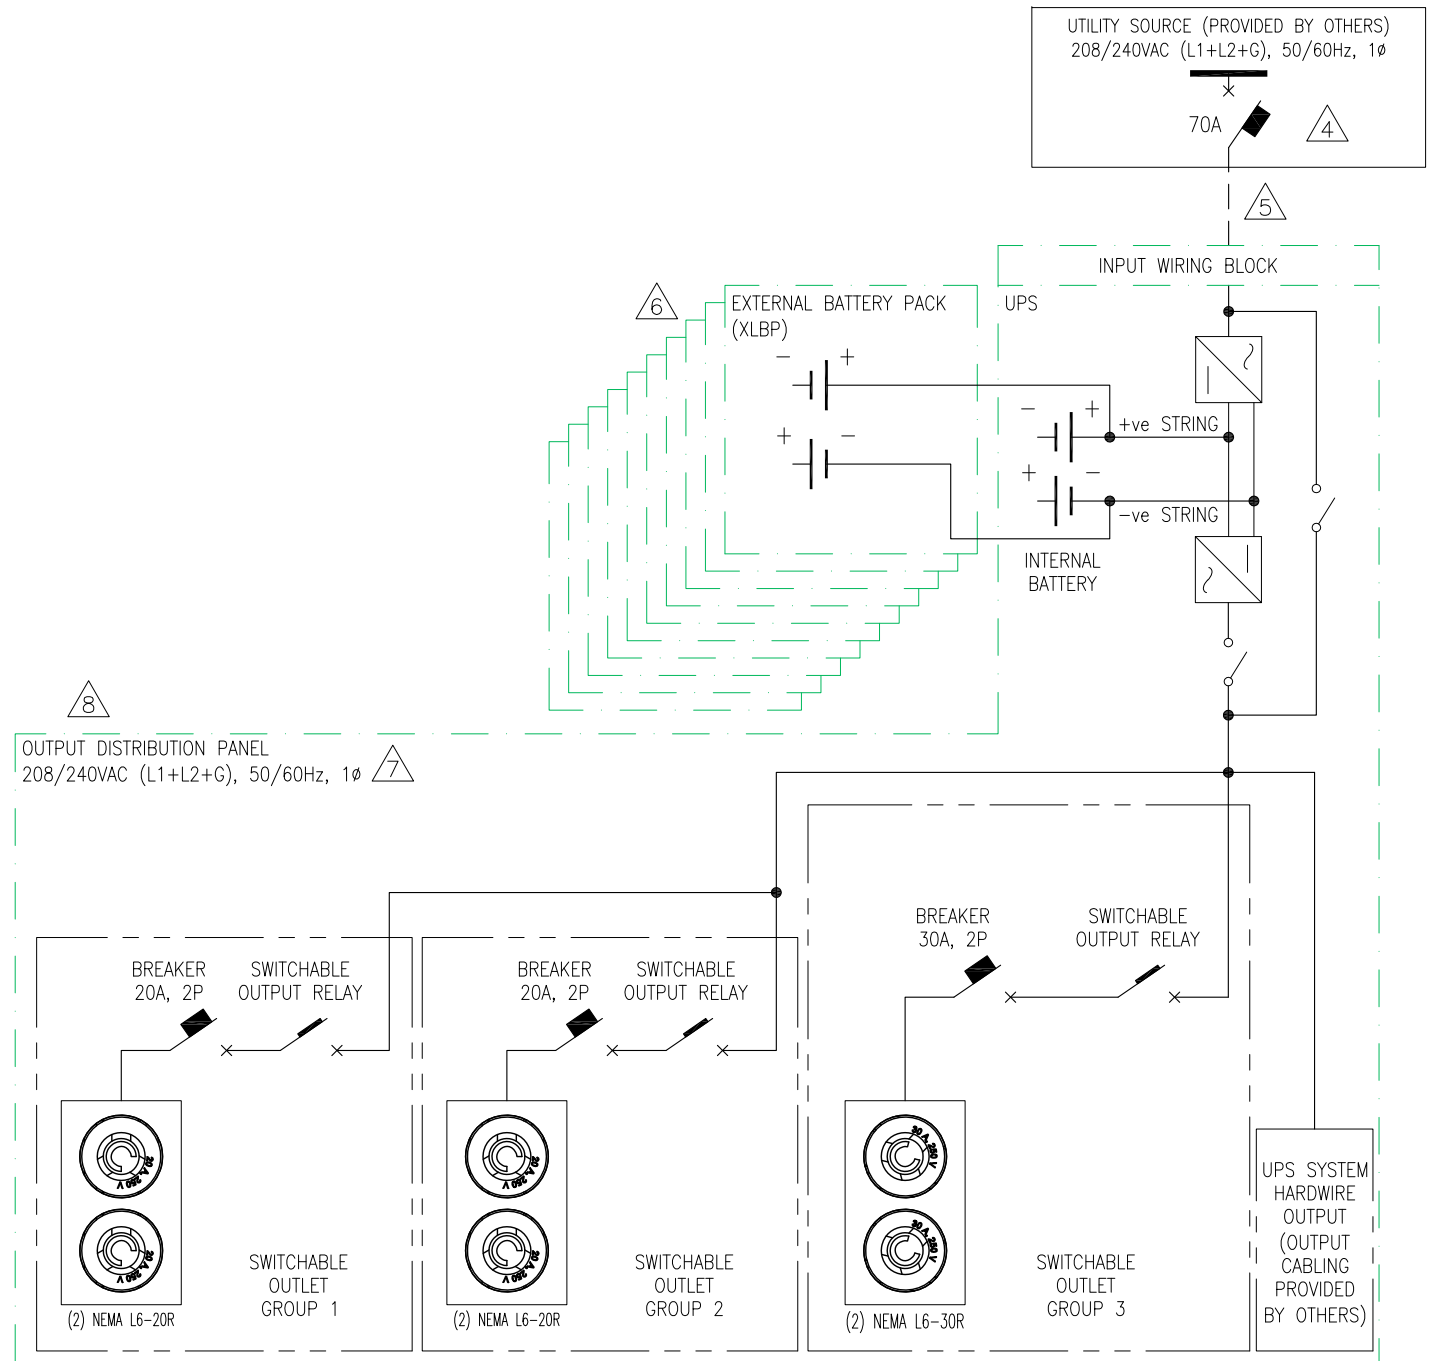 UTILITY SOURCE (PROVIDED BY OTHERS)
208/240VAC (L1+L2+G), 50/60Hz, 1ø
70A
4
5
INPUT WIRING BLOCK
6
EXTERNAL BATTERY PACK
(XLBP)
UPS
- +
+ -
- +
+ve STRING
+ -
-ve STRING
INTERNAL
BATTERY
8
OUTPUT DISTRIBUTION PANEL
208/240VAC (L1+L2+G), 50/60Hz, 1ø
7
BREAKER
20A, 2P
SWITCHABLE
OUTPUT RELAY
20 A, 250 V
20 A, 250 V
SWITCHABLE
OUTLET
GROUP 1
(2) NEMA L6-20R
BREAKER
20A, 2P
SWITCHABLE
OUTPUT RELAY
20 A, 250 V
20 A, 250 V
SWITCHABLE
OUTLET
GROUP 2
(2) NEMA L6-20R
BREAKER
30A, 2P
SWITCHABLE
OUTPUT RELAY
30 A, 250 V
30 A, 250 V
SWITCHABLE
OUTLET
GROUP 3
(2) NEMA L6-30R
UPS SYSTEM
HARDWIRE
OUTPUT
(OUTPUT
CABLING
PROVIDED
BY OTHERS)